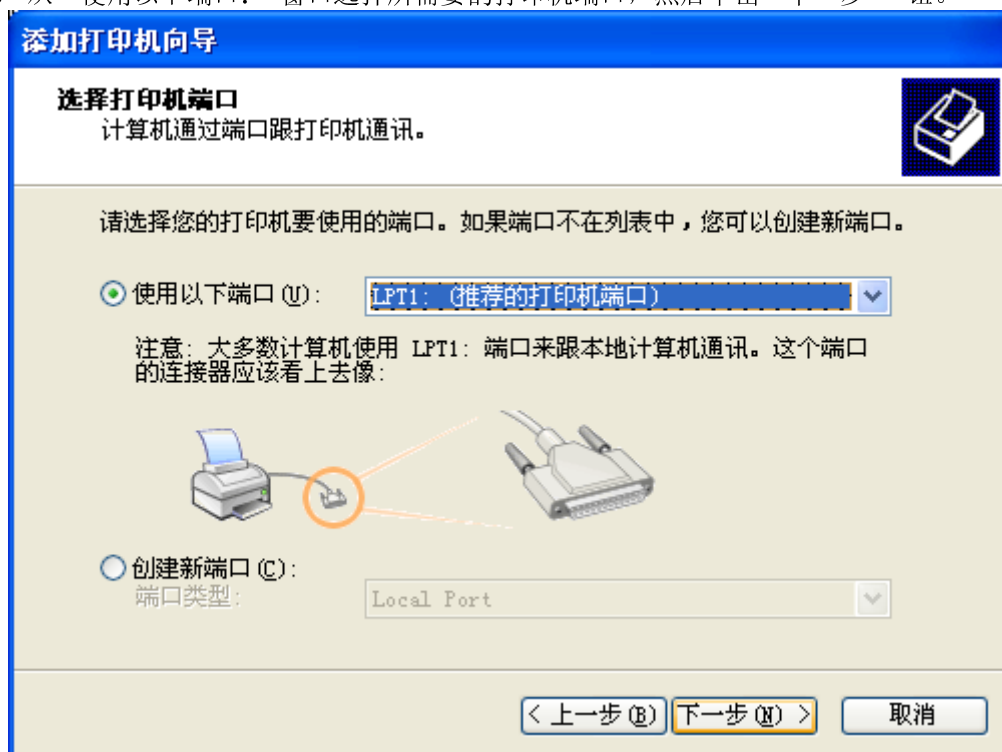 添加打印机向导
选择打印机端口
计算机通过端口跟打印机通讯。
请选择您的打印机要使用的端口。如果端口不在列表中，您可以创建新端口。
使用以下端口(U)： LPT1: (推荐的打印机端口)
注意: 大多数计算机使用 LPT1: 端口来跟本地计算机通讯。这个端口
的连接器应该看上去像:
创建新端口(C):
端口类型: Local Port
< 上一步(B) 下一步(N) > 取消